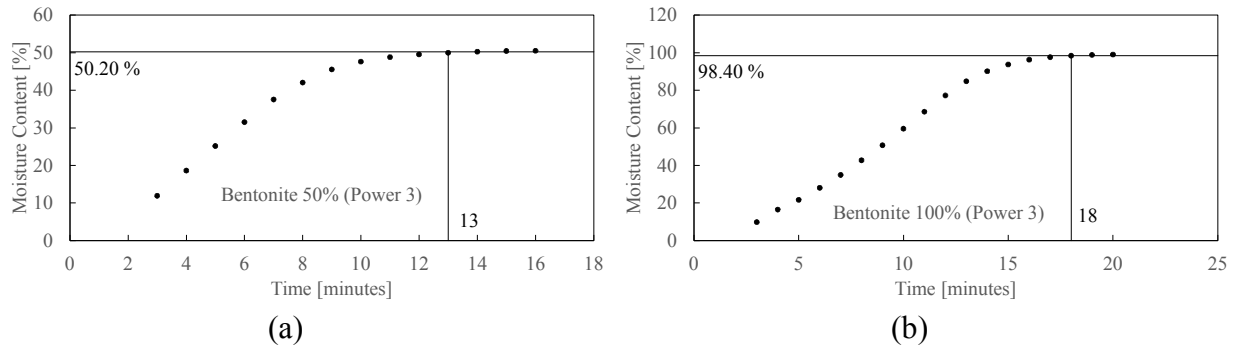 60
50
40
30
20
10
0
Moisture Content [%]
50.20 %
Bentonite 50% (Power 3)
13
0 2 4 6 8 10 12 14 16 18
Time [minutes]
(a)
120
100
80
60
40
20
0
Moisture Content [%]
98.40 %
Bentonite 100% (Power 3)
18
0 5 10 15 20 25
Time [minutes]
(b)